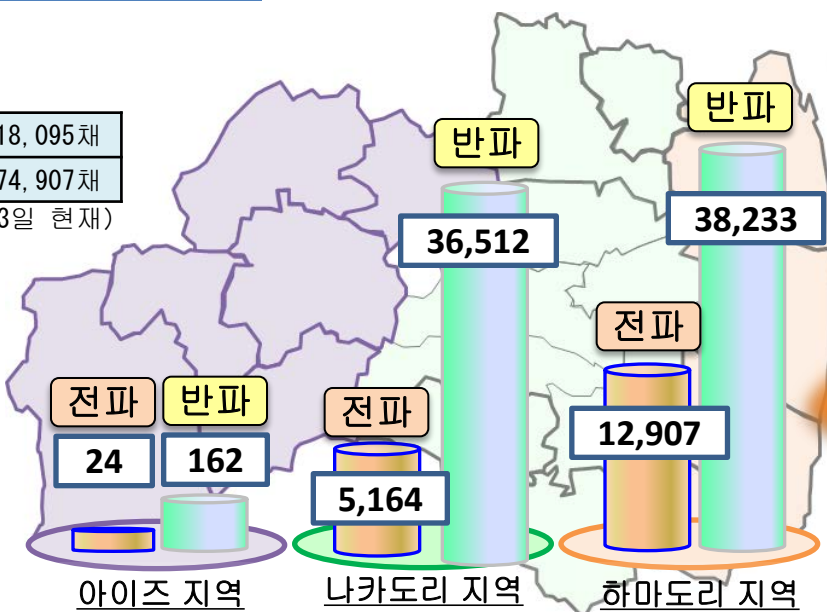 18,095채
74,907채
3일 현재)
반파
38,233
반파
36,512
전파
12,907
전파
5,164
전파
24
반파
162
아이즈 지역
나카도리 지역
하마도리 지역